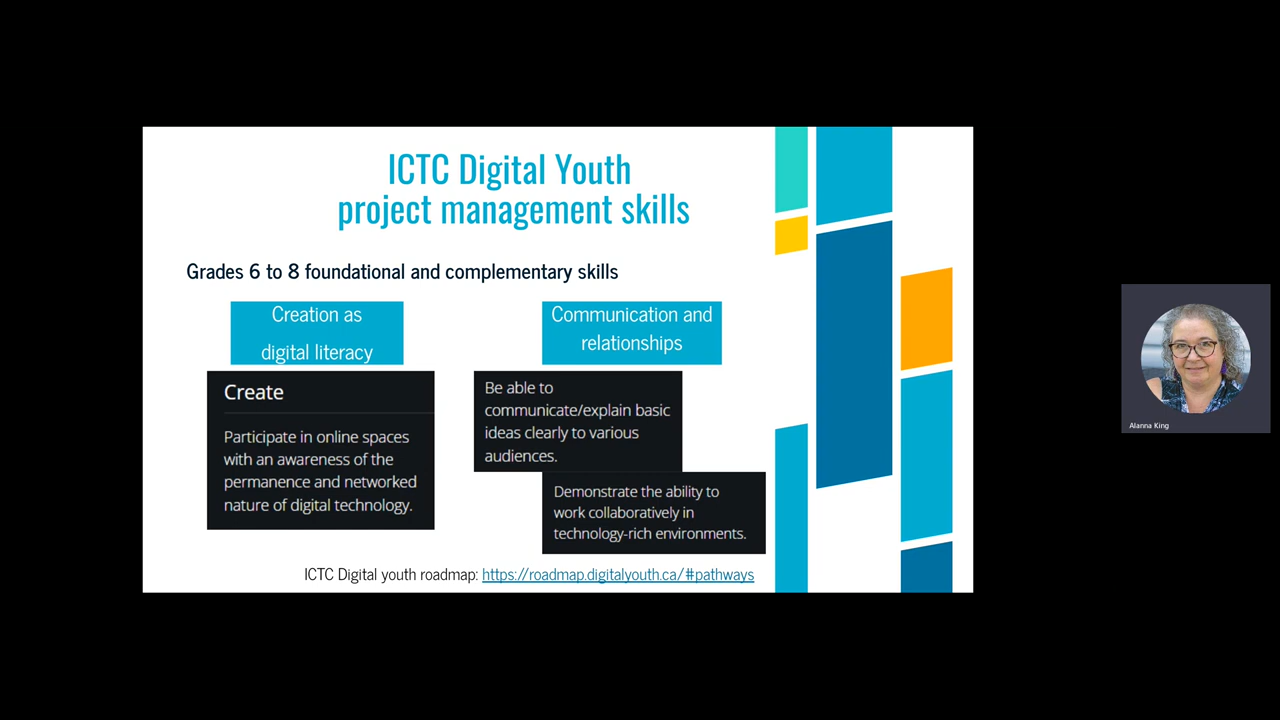 ICTC Digital Youth
project management skills
Grades 6 to 8 foundational and complementary skills
Creation as
digital literacy
Create
Participate in online spaces
with an awareness of the
permanence and networked
nature of digital technology.
Communication and
relationships
Be able to
communicate/explain basic
ideas clearly to various
audiences.
Demonstrate the ability to
work collaboratively in
technology-rich environments.
ICTC Digital youth roadmap: https://roadmap.digitalyouth.ca/#pathways
Alanna King